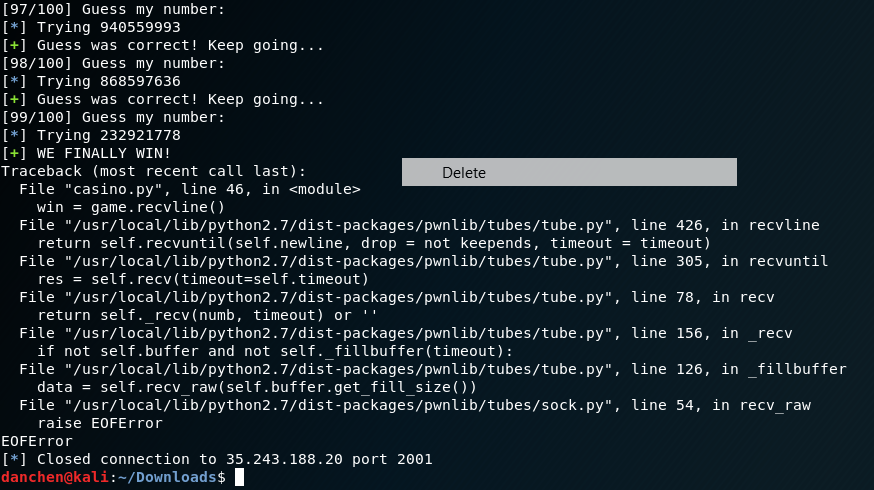 [97/100] Guess my number:
[*] Trying 940559993
[+] Guess was correct! Keep going...
[98/100] Guess my number:
[*] Trying 868597636
[+] Guess was correct! Keep going...
[99/100] Guess my number:
[*] Trying 232921778
[+] WE FINALLY WIN!
Traceback (most recent call last):
Delete
  File "casino.py", line 46, in <module>
    win = game.recvline()
  File "/usr/local/lib/python2.7/dist-packages/pwnlib/tubes/tube.py", line 426, in recvline
    return self.recvuntil(self.newline, drop = not keepends, timeout = timeout)
  File "/usr/local/lib/python2.7/dist-packages/pwnlib/tubes/tube.py", line 305, in recvuntil
    res = self.recv(timeout=self.timeout)
  File "/usr/local/lib/python2.7/dist-packages/pwnlib/tubes/tube.py", line 78, in recv
    return self._recv(numb, timeout) or ''
  File "/usr/local/lib/python2.7/dist-packages/pwnlib/tubes/tube.py", line 156, in _recv
    if not self.buffer and not self._fillbuffer(timeout):
  File "/usr/local/lib/python2.7/dist-packages/pwnlib/tubes/tube.py", line 126, in _fillbuffer
    data = self.recv_raw(self.buffer.get_fill_size())
  File "/usr/local/lib/python2.7/dist-packages/pwnlib/tubes/sock.py", line 54, in recv_raw
    raise EOFError
EOFError
[*] Closed connection to 35.243.188.20 port 2001
danchen@kali:~/Downloads$